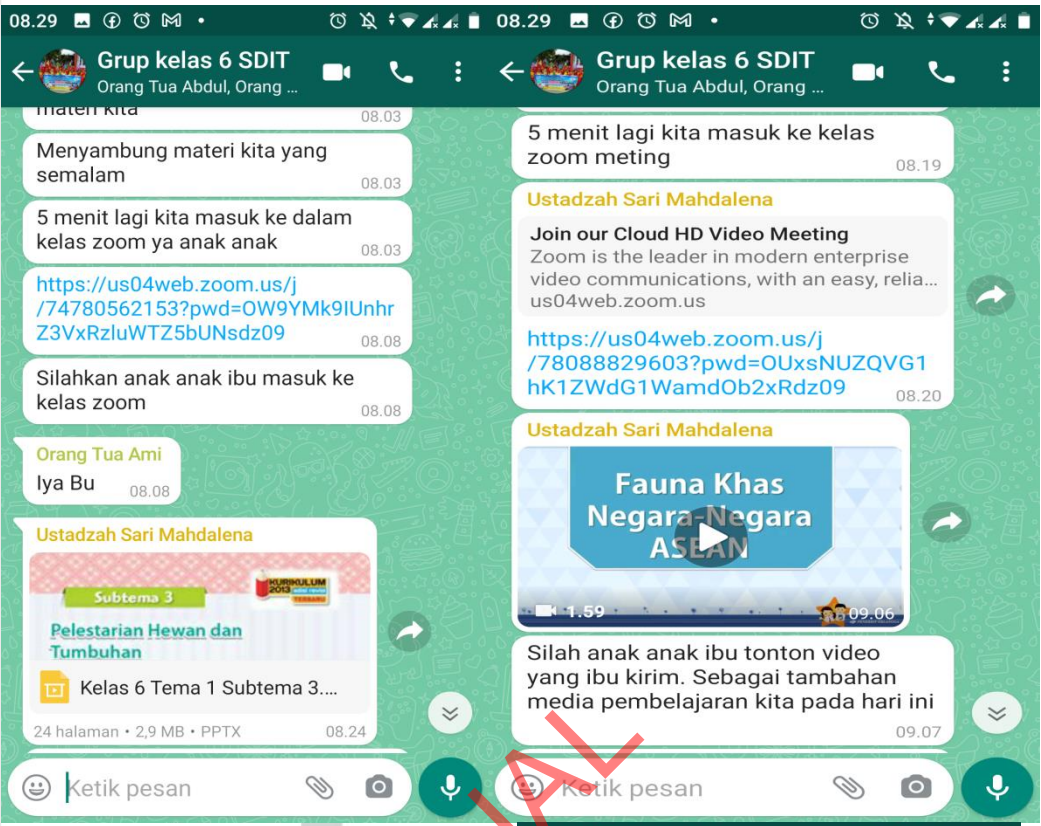 08.29
Grup kelas 6 SDIT
Orang Tua Abdul, Orang ...
materi kita
08.03
Menyambung materi kita yang
semalam
08.03
5 menit lagi kita masuk ke dalam
kelas zoom ya anak anak
08.03
https://us04web.zoom.us/j
/74780562153?pwd=OW9YMk9IUnhr
Z3VxRzluWTZ5bUNsdz09
08.08
Silahkan anak anak ibu masuk ke
kelas zoom
08.08
Orang Tua Ami
Iya Bu
08.08
Ustadzah Sari Mahdalena
KURIKULUM
2013
Subtema 3
Pelestarian Hewan dan
Tumbuhan
Kelas 6 Tema 1 Subtema 3....
24 halaman • 2,9 MB • PPTX
08.24
Ketik pesan
08.29
Grup kelas 6 SDIT
Orang Tua Abdul, Orang ...
5 menit lagi kita masuk ke kelas
zoom meting
08.19
Ustadzah Sari Mahdalena
Join our Cloud HD Video Meeting
Zoom is the leader in modern enterprise
video communications, with an easy, relia...
us04web.zoom.us
https://us04web.zoom.us/j
/78088829603?pwd=OUxsNUZQVG1
hK1ZWdG1WamdOb2xRdz09
08.20
Ustadzah Sari Mahdalena
Fauna Khas
Negara-Negara
ASEAN
1.59
09.06
Silah anak anak ibu tonton video
yang ibu kirim. Sebagai tambahan
media pembelajaran kita pada hari ini
09.07
Ketik pesan